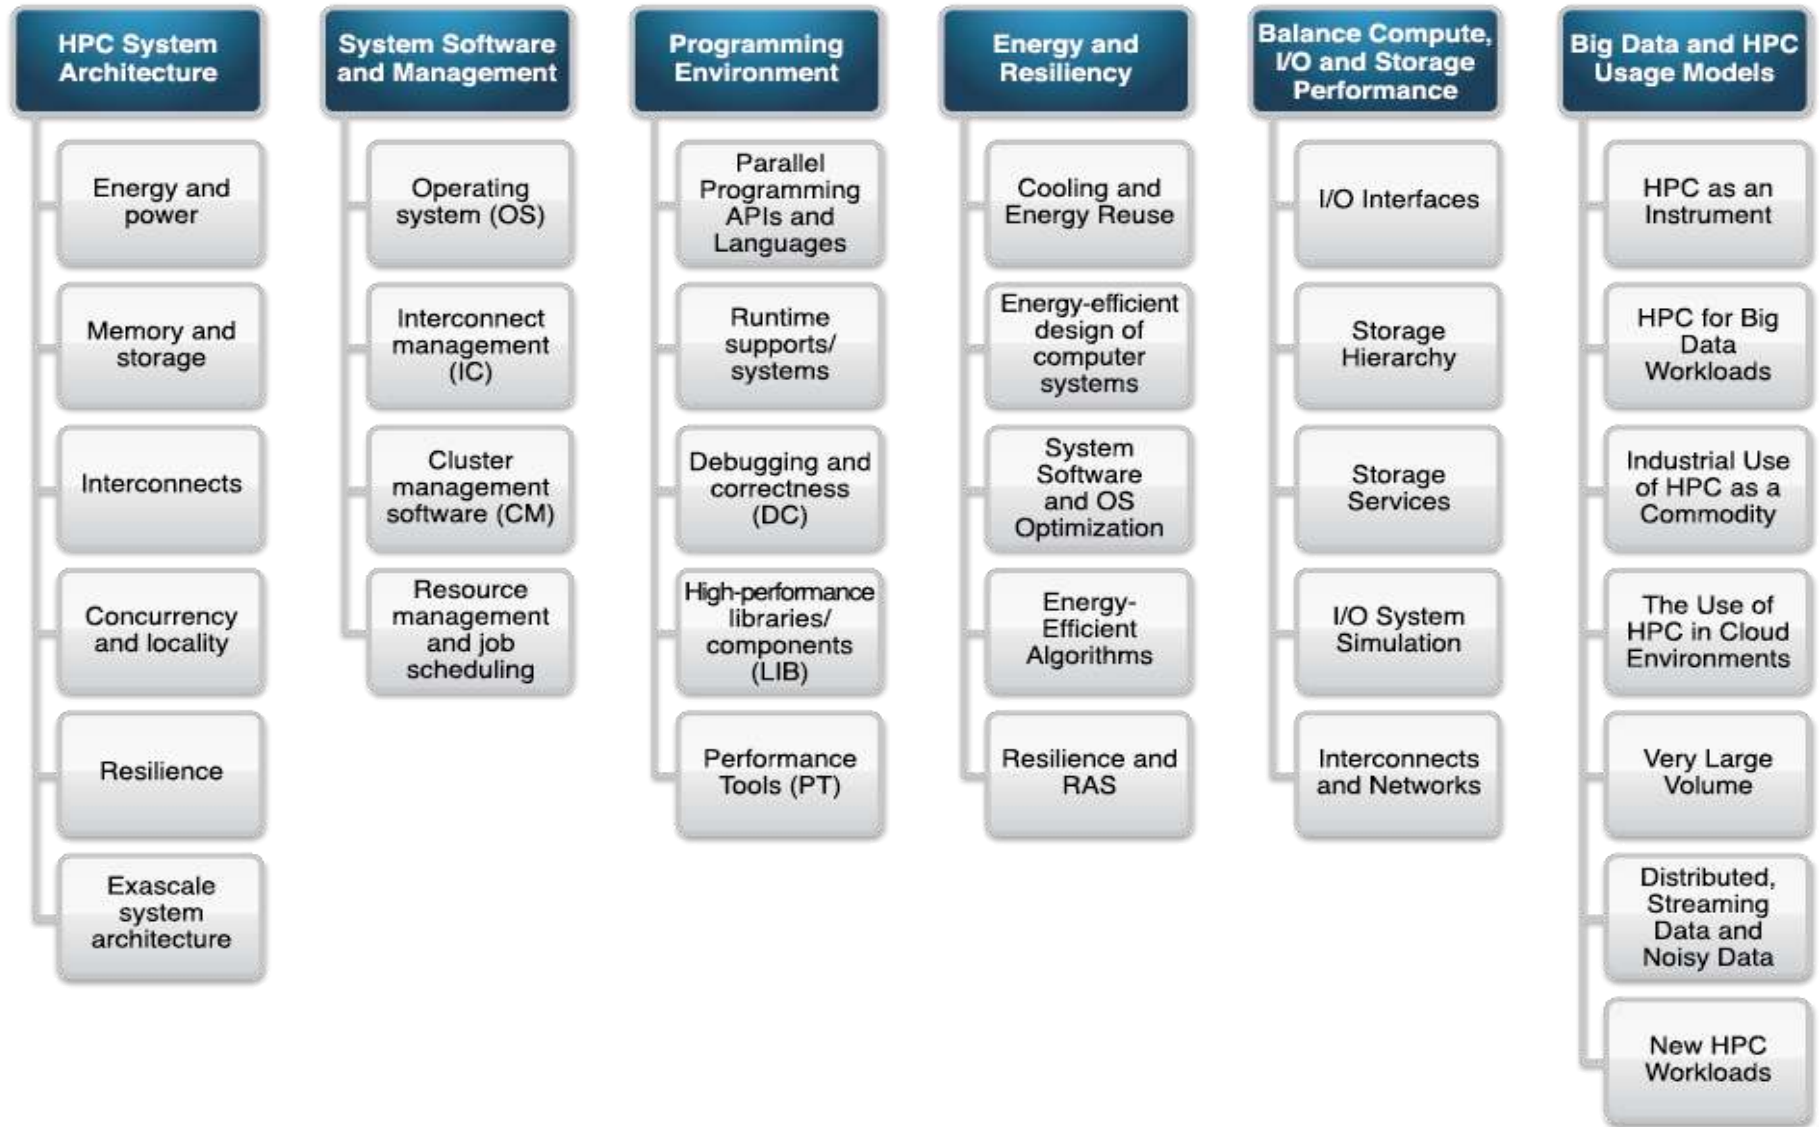 HPC System
Architecture
Energy and
power
Memory and
storage
Interconnects
Concurrency
and locality
Resilience
Exascale
system
architecture
System Software
and Management
Operating
system (OS)
Interconnect
management
(IC)
Cluster
management
software (CM)
Resource
management
and job
scheduling
Programming
Environment
Parallel
Programming
APIs and
Languages
Runtime
supports/
systems
Debugging and
correctness
(DC)
High-performance
libraries/
components
(LIB)
Performance
Tools (PT)
Energy and
Resiliency
Cooling and
Energy Reuse
Energy-efficient
design of
computer
systems
System
Software
and OS
Optimization
Energy-
Efficient
Algorithms
Resilience and
RAS
Balance Compute,
I/O and Storage
Performance
I/O Interfaces
Storage
Hierarchy
Storage
Services
I/O System
Simulation
Interconnects
and Networks
Big Data and HPC
Usage Models
HPC as an
Instrument
HPC for Big
Data
Workloads
Industrial Use
of HPC as a
Commodity
The Use of
HPC in Cloud
Environments
Very Large
Volume
Distributed,
Streaming
Data and
Noisy Data
New HPC
Workloads